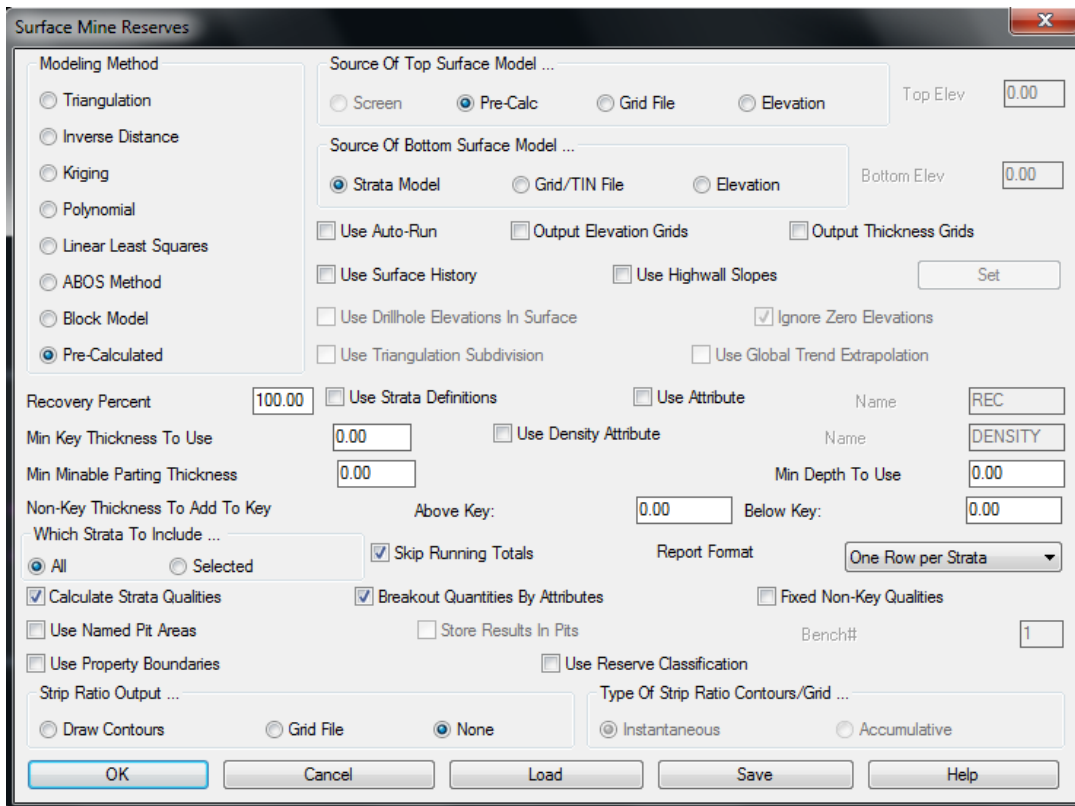 Surface Mine Reserves
Modeling Method
Triangulation
Inverse Distance
Kriging
Polynomial
Linear Least Squares
ABOS Method
Block Model
Pre-Calculated
Source Of Top Surface Model ...
Screen Pre-Calc Grid File Elevation
Top Elev 0.00
Source Of Bottom Surface Model ...
Strata Model Grid/TIN File Elevation
Bottom Elev 0.00
Use Auto-Run Output Elevation Grids Output Thickness Grids
Use Surface History Use Highwall Slopes Set
Use Drillhole Elevations In Surface Ignore Zero Elevations
Use Triangulation Subdivision Use Global Trend Extrapolation
Recovery Percent 100.00 Use Strata Definitions Use Attribute Name REC
Min Key Thickness To Use 0.00 Use Density Attribute Name DENSITY
Min Minable Parting Thickness 0.00 Min Depth To Use 0.00
Non-Key Thickness To Add To Key Above Key: 0.00 Below Key: 0.00
Which Strata To Include ...
All Selected
Skip Running Totals Report Format One Row per Strata
Calculate Strata Qualities Breakout Quantities By Attributes Fixed Non-Key Qualities
Use Named Pit Areas Store Results In Pits Bench# 1
Use Property Boundaries Use Reserve Classification
Strip Ratio Output ... Type Of Strip Ratio Contours/Grid ...
Draw Contours Grid File None Instantaneous Accumulative
OK Cancel Load Save Help